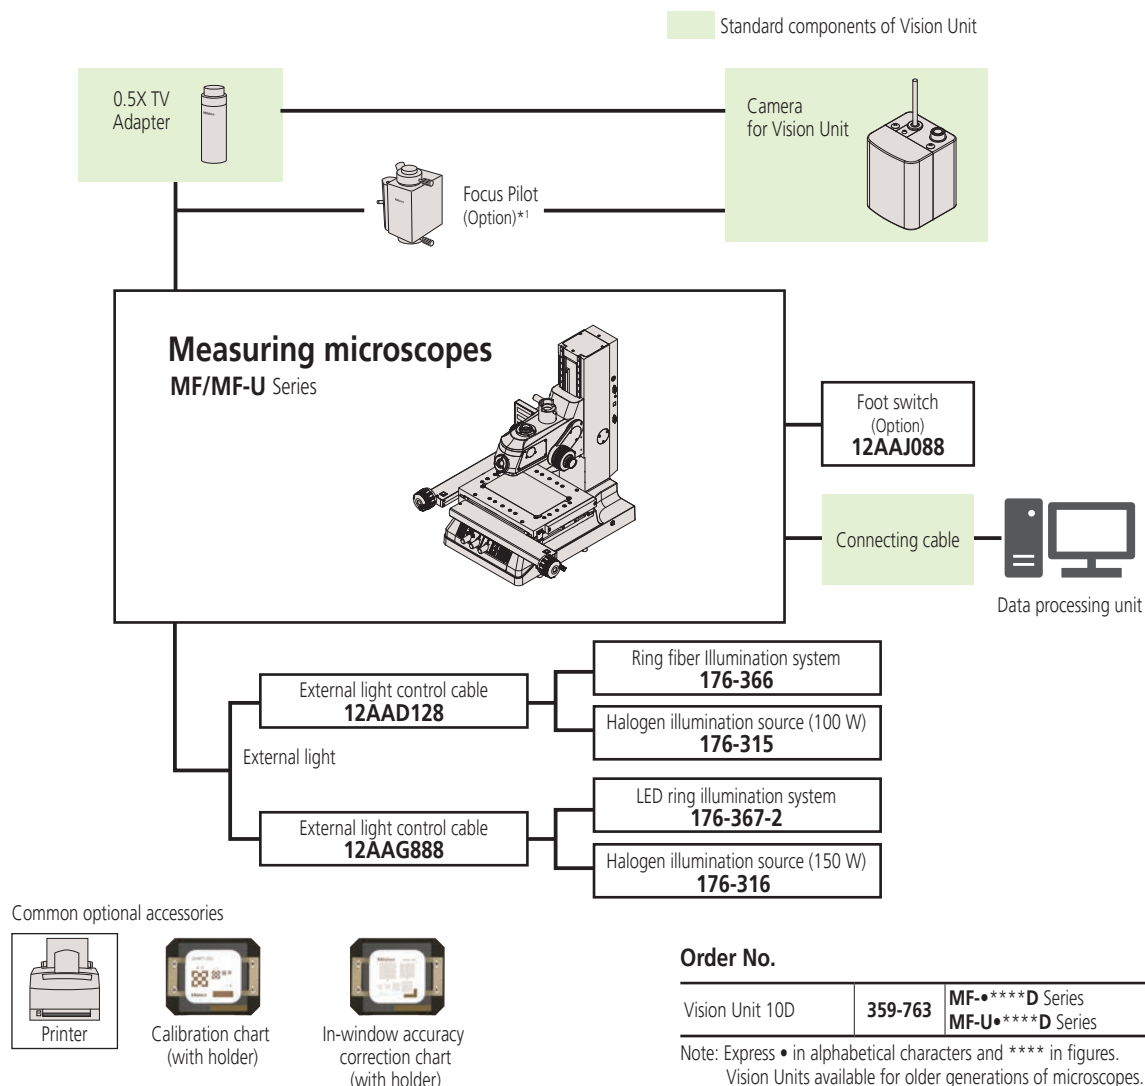 Standard components of Vision Unit
0.5X TV
Adapter
Camera
for Vision Unit
Focus Pilot
(Option)*1
Measuring microscopes
MF/MF-U Series
Foot switch
(Option)
12AAJ088
Connecting cable
Data processing unit
External light control cable
12AAD128
Ring fiber Illumination system
176-366
Halogen illumination source (100 W)
176-315
External light
External light control cable
12AAG888
LED ring illumination system
176-367-2
Halogen illumination source (150 W)
176-316
Common optional accessories
Printer
Calibration chart
(with holder)
In-window accuracy
correction chart
(with holder)
Order No.
Vision Unit 10D 359-763 MF-•****D Series
MF-U•****D Series
Note: Express • in alphabetical characters and **** in figures.
Vision Units available for older generations of microscopes.